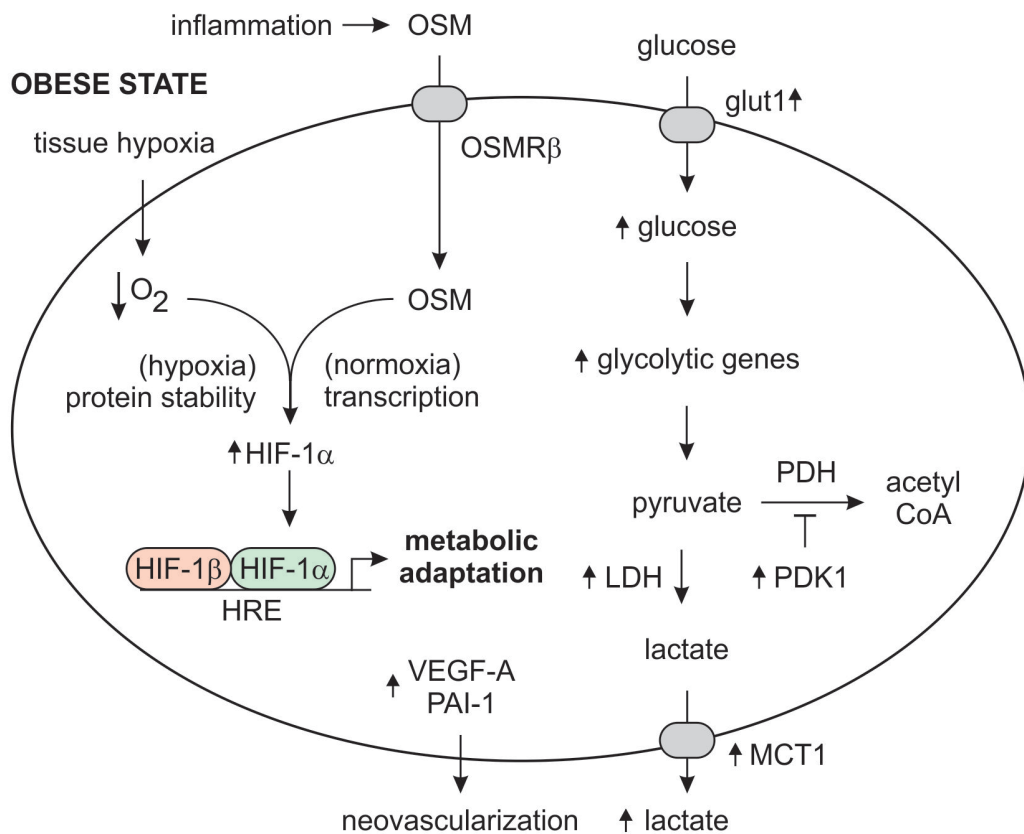 inflammation → OSM
OBESE STATE
tissue hypoxia
↓ O2
OSMRβ
OSM
(hypoxia)
protein stability
(normoxia)
transcription
↑ HIF-1α
HIF-1β HIF-1α
HRE
metabolic
adaptation
↑ VEGF-A
PAI-1
neovascularization
glucose
glut1↑
↑ glucose
↑ glycolytic genes
pyruvate
PDH
acetyl
CoA
↑ PDK1
↑ LDH
lactate
↑ MCT1
↑ lactate